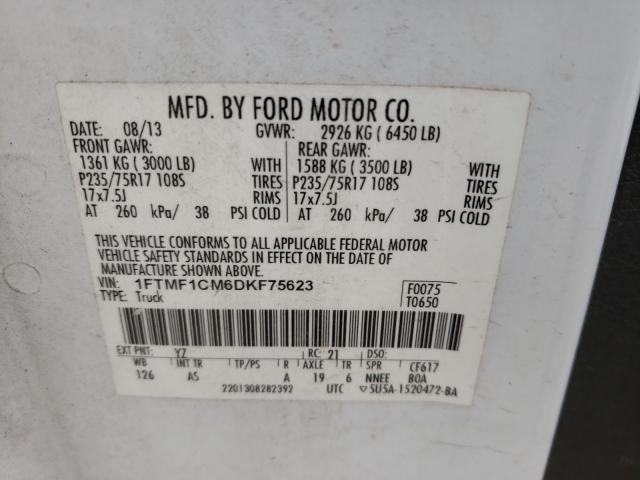 MFD. BY FORD MOTOR CO.
DATE: 08/13 GVWR: 2926 KG ( 6450 LB)
FRONT GAWR: REAR GAWR:
1361 KG ( 3000 LB) WITH 1588 KG ( 3500 LB) WITH
P235/75R17 108S TIRES P235/75R17 108S TIRES
17x7.5J RIMS 17x7.5J RIMS
AT 260 kPa/ 38 PSI COLD AT 260 kPa/ 38 PSI COLD
THIS VEHICLE CONFORMS TO ALL APPLICABLE FEDERAL MOTOR
VEHICLE SAFETY STANDARDS IN EFFECT ON THE DATE OF
MANUFACTURE SHOWN ABOVE.
VIN: 1FTMF1CM6DKF75623 F0075
TYPE: Truck T0650
EXT PNT: YZ RC: 21 DSO:
WB INT TR TP/PS R AXLE TR SPR CF617
126 AS A 19 6 NNEE BOA
2201308282392 UTC ▽5U5A-1520472-BA